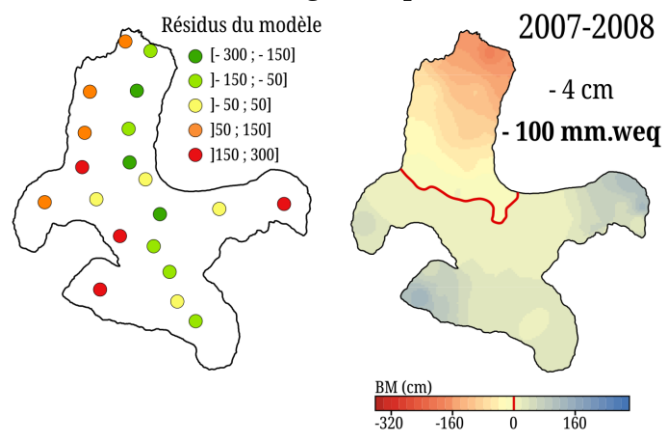 Résidus du modèle
[- 300 ; - 150]
]- 150 ; - 50]
]- 50 ; 50]
]50 ; 150]
]150 ; 300]
2007-2008
- 4 cm
- 100 mm.weq
BM (cm)
-320 -160 0 160